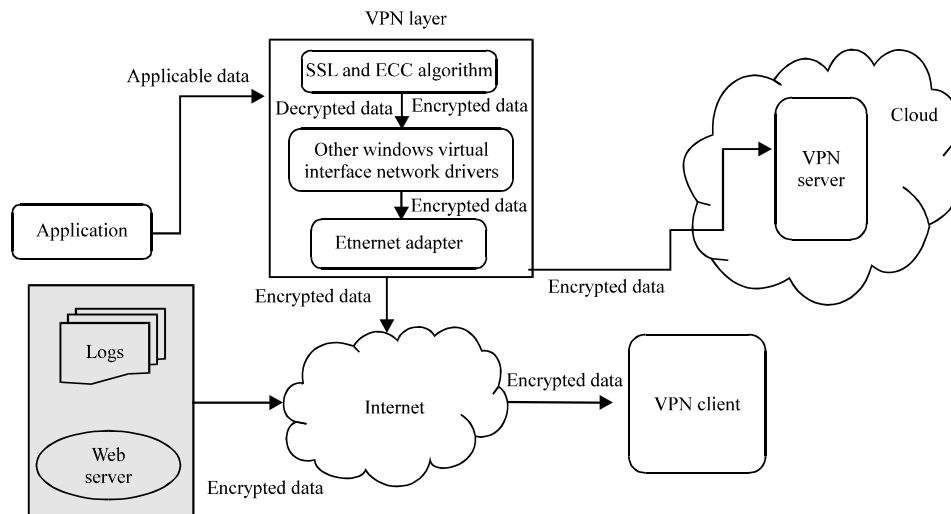 VPN layer
Applicable data
SSL and ECC algorithm
Decrypted data
Encrypted data
Other windows virtual
interface network drivers
Encrypted data
Etnernet adapter
Application
Cloud
VPN
server
Encrypted data
Encrypted data
Logs
Web
server
Encrypted data
Internet
Encrypted data
VPN client